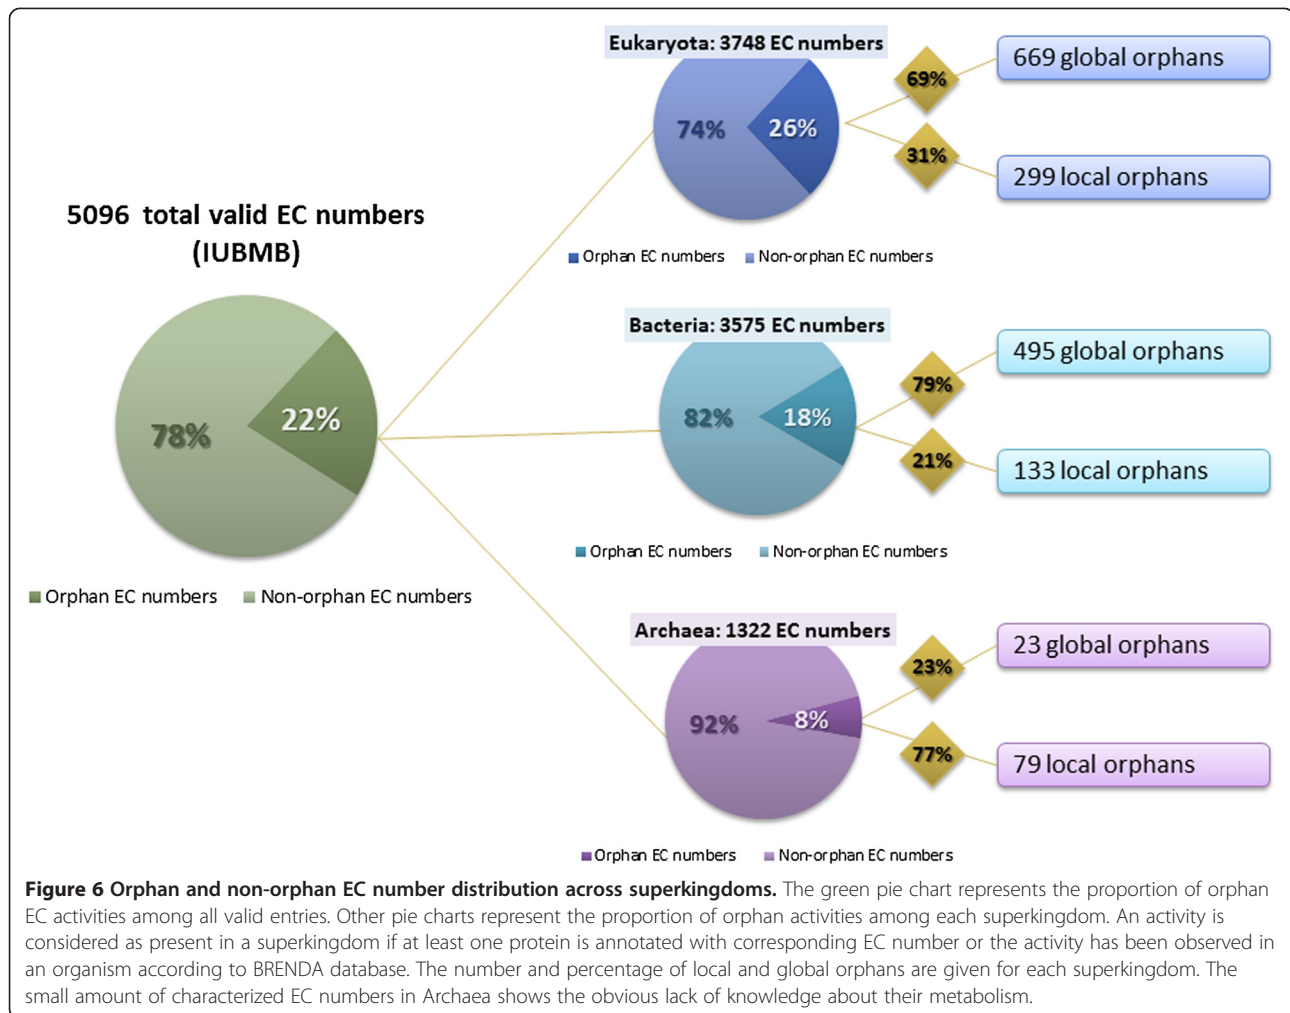 5096 total valid EC numbers
(IUBMB)
78%
22%
Orphan EC numbers
Non-orphan EC numbers
Eukaryota: 3748 EC numbers
74%
26%
69%
31%
669 global orphans
299 local orphans
Orphan EC numbers
Non-orphan EC numbers
Bacteria: 3575 EC numbers
82%
18%
79%
21%
495 global orphans
133 local orphans
Orphan EC numbers
Non-orphan EC numbers
Archaea: 1322 EC numbers
92%
8%
23%
77%
23 global orphans
79 local orphans
Orphan EC numbers
Non-orphan EC numbers
Figure 6 Orphan and non-orphan EC number distribution across superkingdoms. The green pie chart represents the proportion of orphan
EC activities among all valid entries. Other pie charts represent the proportion of orphan activities among each superkingdom. An activity is
considered as present in a superkingdom if at least one protein is annotated with corresponding EC number or the activity has been observed in
an organism according to BRENDA database. The number and percentage of local and global orphans are given for each superkingdom. The
small amount of characterized EC numbers in Archaea shows the obvious lack of knowledge about their metabolism.